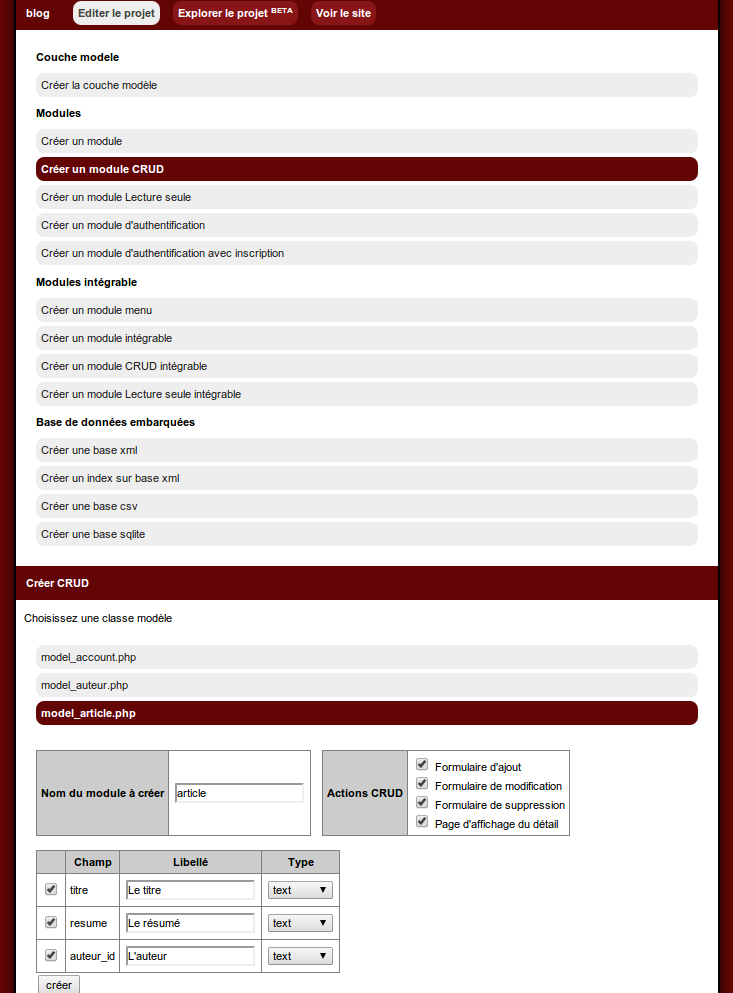 blog Editer le projet Explorer le projet BETA Voir le site
Couche modele
Créer la couche modèle
Modules
Créer un module
Créer un module CRUD
Créer un module Lecture seule
Créer un module d'authentification
Créer un module d'authentification avec inscription
Modules intégrable
Créer un module menu
Créer un module intégrable
Créer un module CRUD intégrable
Créer un module Lecture seule intégrable
Base de données embarquées
Créer une base xml
Créer un index sur base xml
Créer une base csv
Créer une base sqlite
Créer CRUD
Choisissez une classe modèle
model_account.php
model_auteur.php
model_article.php
Nom du module à créer article
Actions CRUD
Formulaire d'ajout
Formulaire de modification
Formulaire de suppression
Page d'affichage du détail
Champ Libellé Type
titre Le titre text
resume Le résumé text
auteur_id L'auteur text
créer